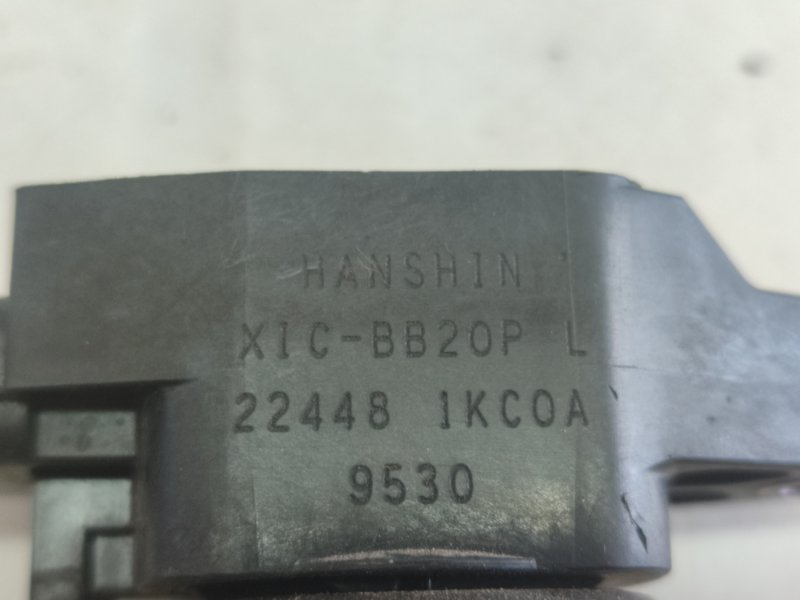 HANSHIN
XIC-BB20P L
22448 1KC0A
9530